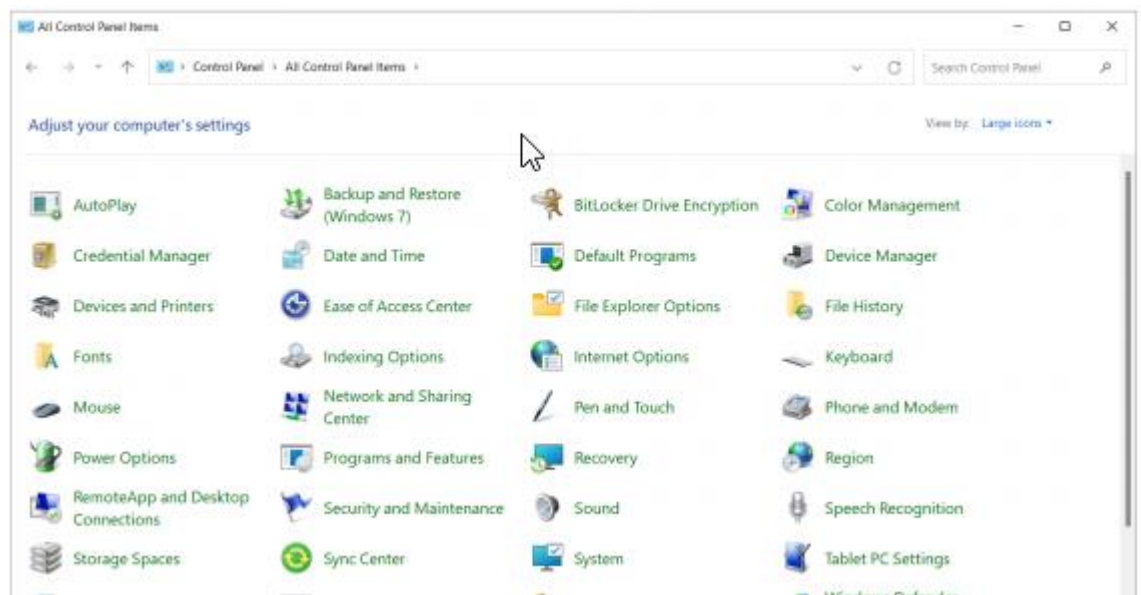 All Control Panel Items
Control Panel › All Control Panel Items ›
Search Control Panel
Adjust your computer's settings
View by: Large icons
AutoPlay
Backup and Restore
(Windows 7)
BitLocker Drive Encryption
Color Management
Credential Manager
Date and Time
Default Programs
Device Manager
Devices and Printers
Ease of Access Center
File Explorer Options
File History
Fonts
Indexing Options
Internet Options
Keyboard
Mouse
Network and Sharing
Center
Pen and Touch
Phone and Modem
Power Options
Programs and Features
Recovery
Region
RemoteApp and Desktop
Connections
Security and Maintenance
Sound
Speech Recognition
Storage Spaces
Sync Center
System
Tablet PC Settings